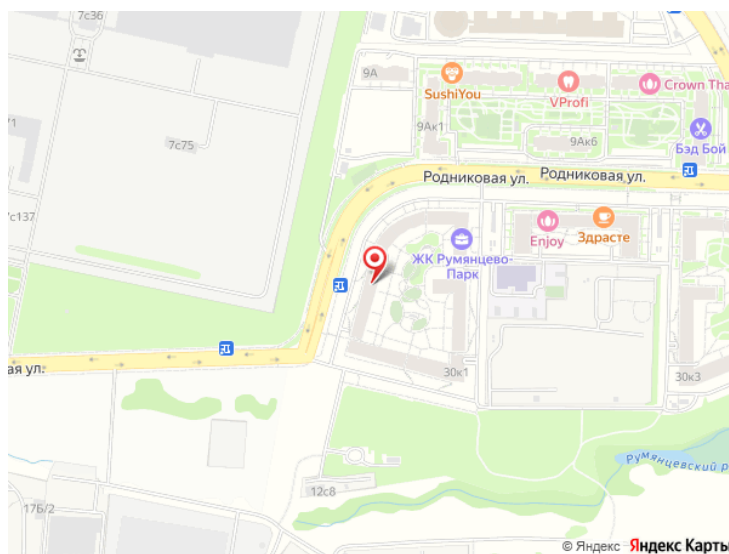 7с36
9А
SushiYou
VProfi
Crown Tha
9Ак1
9Ак6
Бэд Бой
7с75
Родниковая ул.
Родниковая ул.
7с137
Enjoy
Здрасте
ЖК Румянцево-
Парк
ая ул.
30к1
30к3
Румянцевский р
12с8
17Б/2
© Яндекс Яндекс Карты